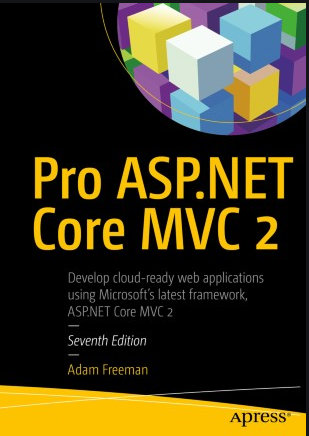 Pro ASP.NET
Core MVC 2
Develop cloud-ready web applications
using Microsoft's latest framework,
ASP.NET Core MVC 2
Seventh Edition
Adam Freeman
Apress®